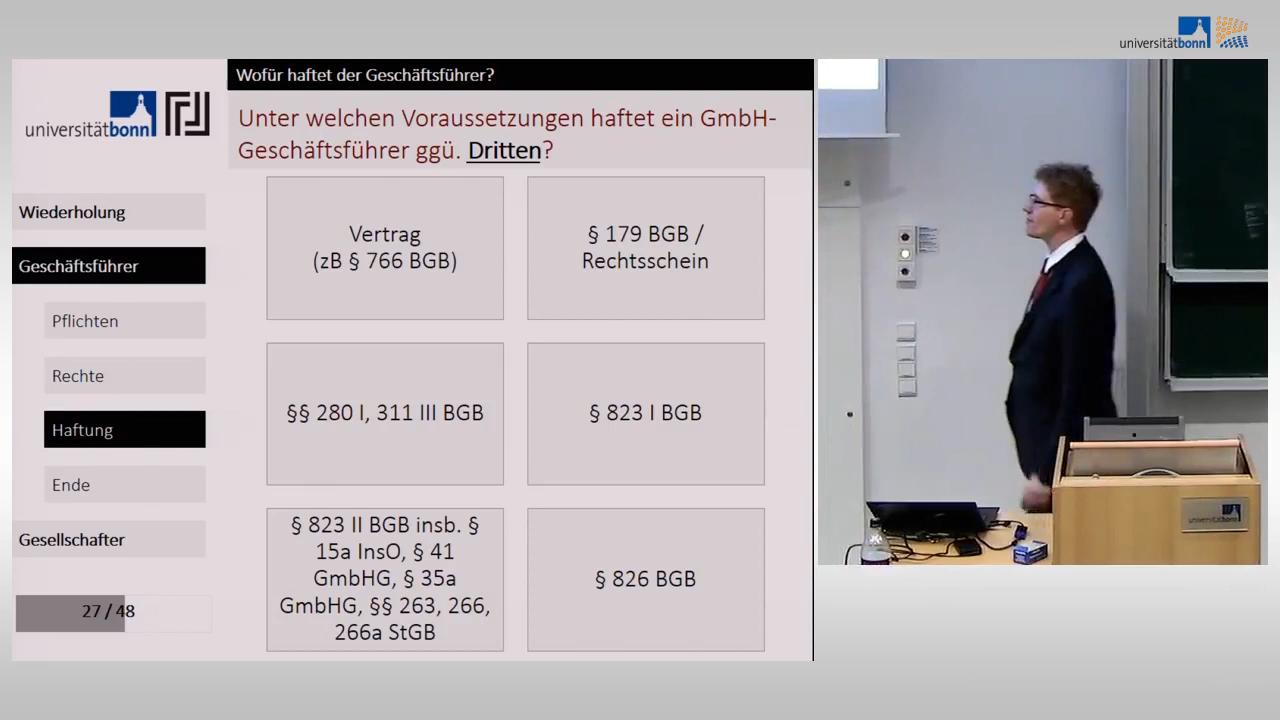 universitätbonn
Wofür haftet der Geschäftsführer?
universitätbonn
Unter welchen Voraussetzungen haftet ein GmbH-
Geschäftsführer ggü. Dritten?
Wiederholung
Geschäftsführer
Pflichten
Rechte
Haftung
Ende
Gesellschafter
27 / 48
Vertrag
(zB § 766 BGB)
§ 179 BGB /
Rechtsschein
§§ 280 I, 311 III BGB
§ 823 I BGB
§ 823 II BGB insb. §
15a InsO, § 41
GmbHG, § 35a
GmbHG, §§ 263, 266,
266a StGB
§ 826 BGB
universitätbonn